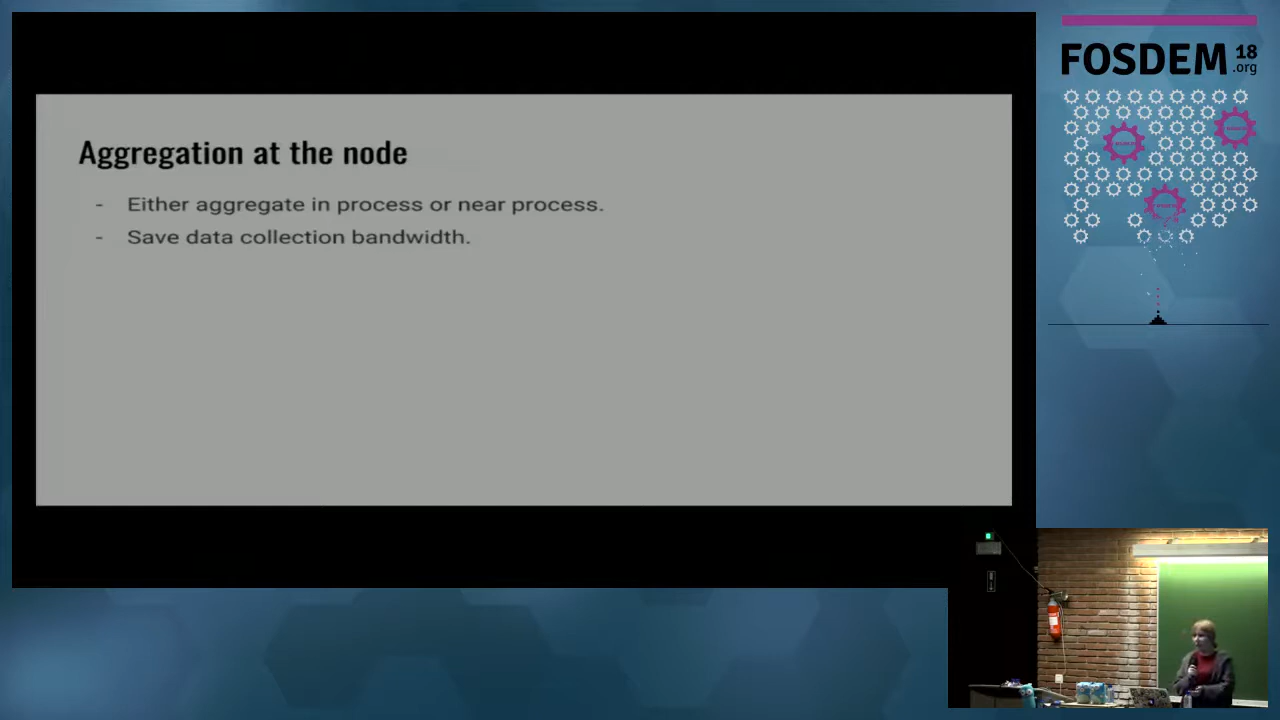 Aggregation at the node
- Either aggregate in process or near process.
- Save data collection bandwidth.
FOSDEM 18
.org